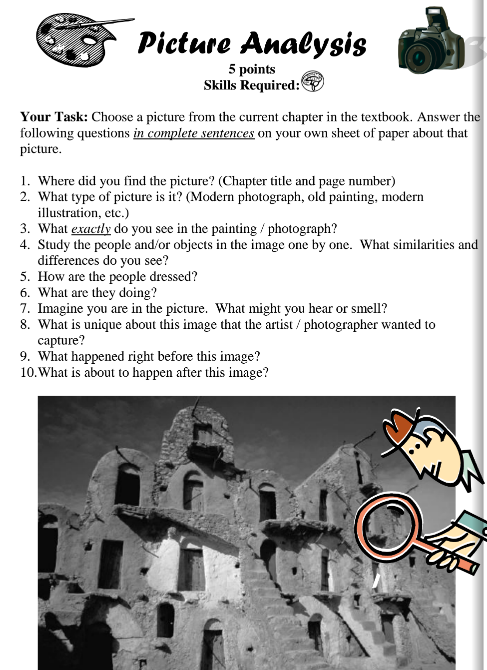 Picture Analysis
5 points
Skills Required:
Your Task: Choose a picture from the current chapter in the textbook. Answer the
following questions in complete sentences on your own sheet of paper about that
picture.
1. Where did you find the picture? (Chapter title and page number)
2. What type of picture is it? (Modern photograph, old painting, modern
illustration, etc.)
3. What exactly do you see in the painting / photograph?
4. Study the people and/or objects in the image one by one. What similarities and
differences do you see?
5. How are the people dressed?
6. What are they doing?
7. Imagine you are in the picture. What might you hear or smell?
8. What is unique about this image that the artist / photographer wanted to
capture?
9. What happened right before this image?
10.What is about to happen after this image?